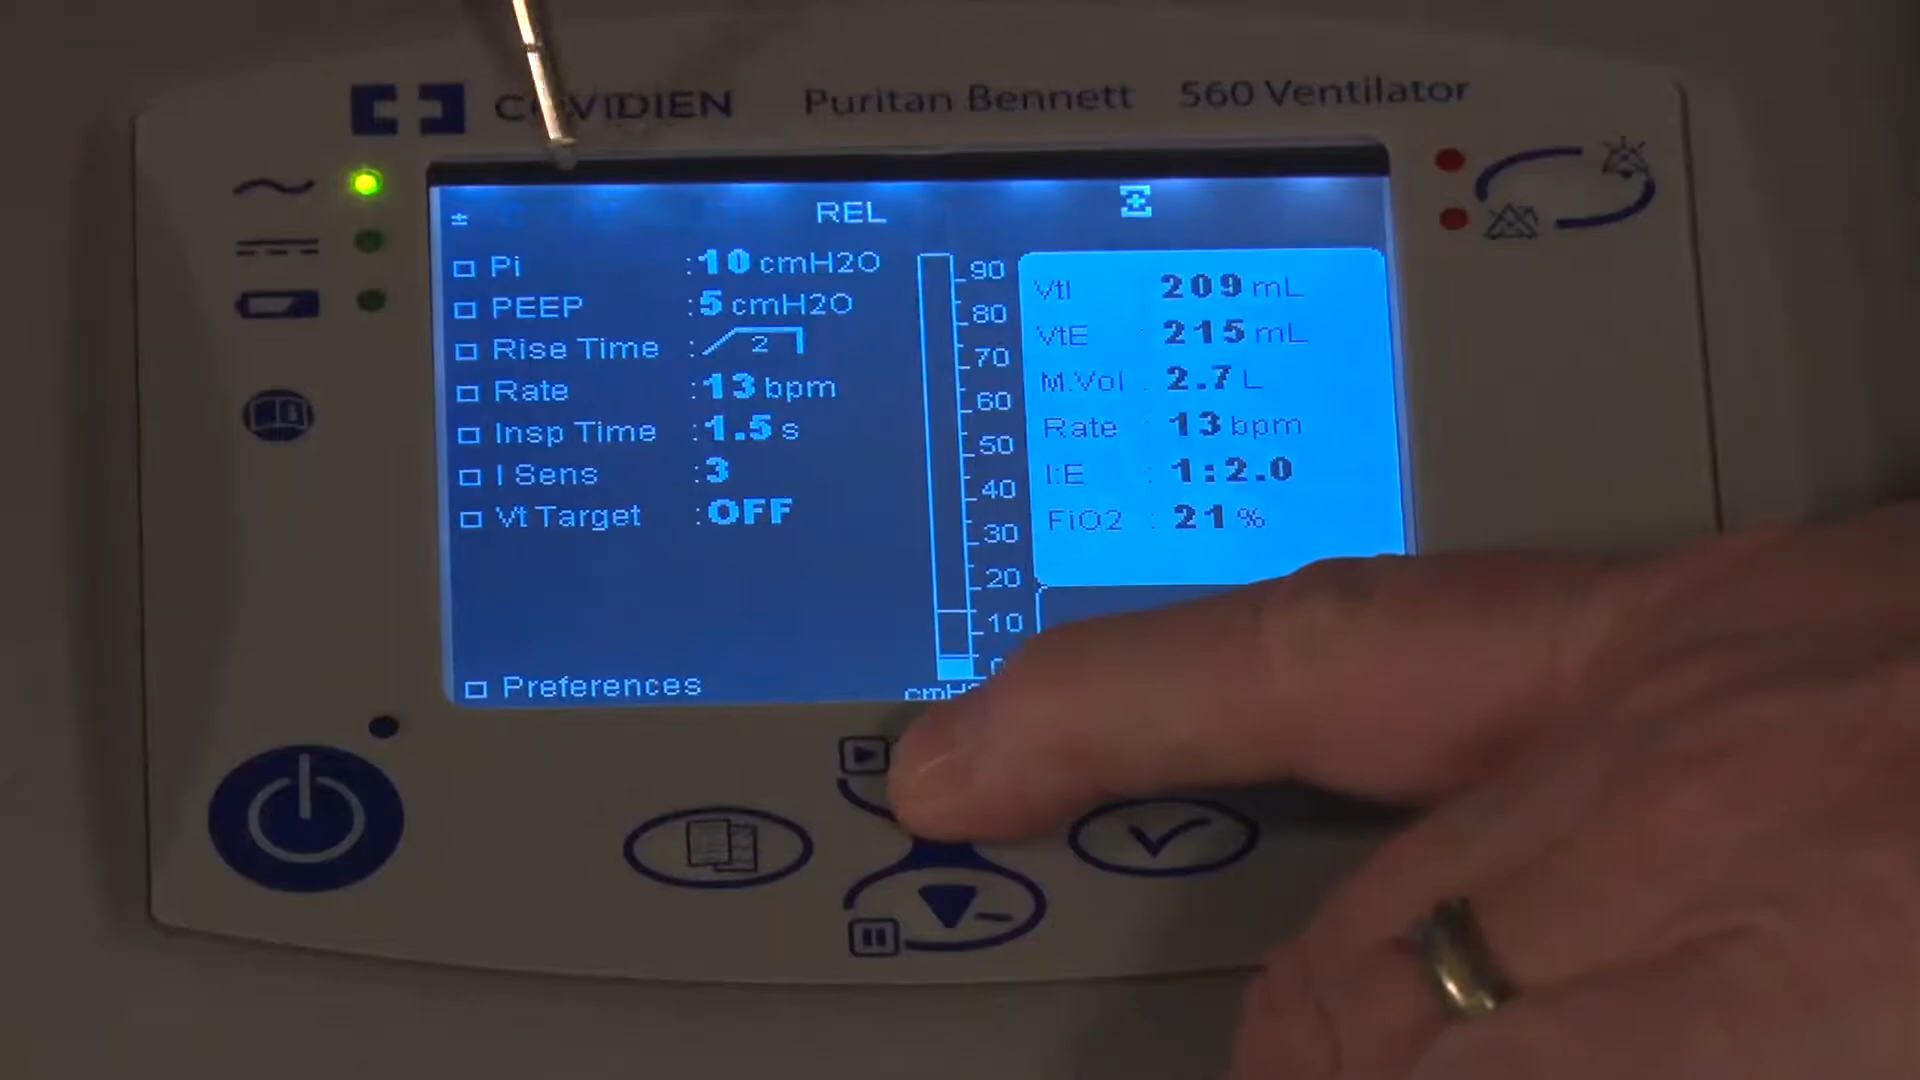 COVIDIEN Puritan Bennett 560 Ventilator
± REL
Pi :10 cmH2O
PEEP :5 cmH2O
Rise Time : 2
Rate :13 bpm
Insp Time :1.5 s
I Sens :3
Vt Target :OFF
Preferences
90
80
70
60
50
40
30
20
10
0
VtI 209 mL
VtE : 215 mL
M.Vol : 2.7 L
Rate : 13 bpm
I:E : 1:2.0
FiO2 : 21 %